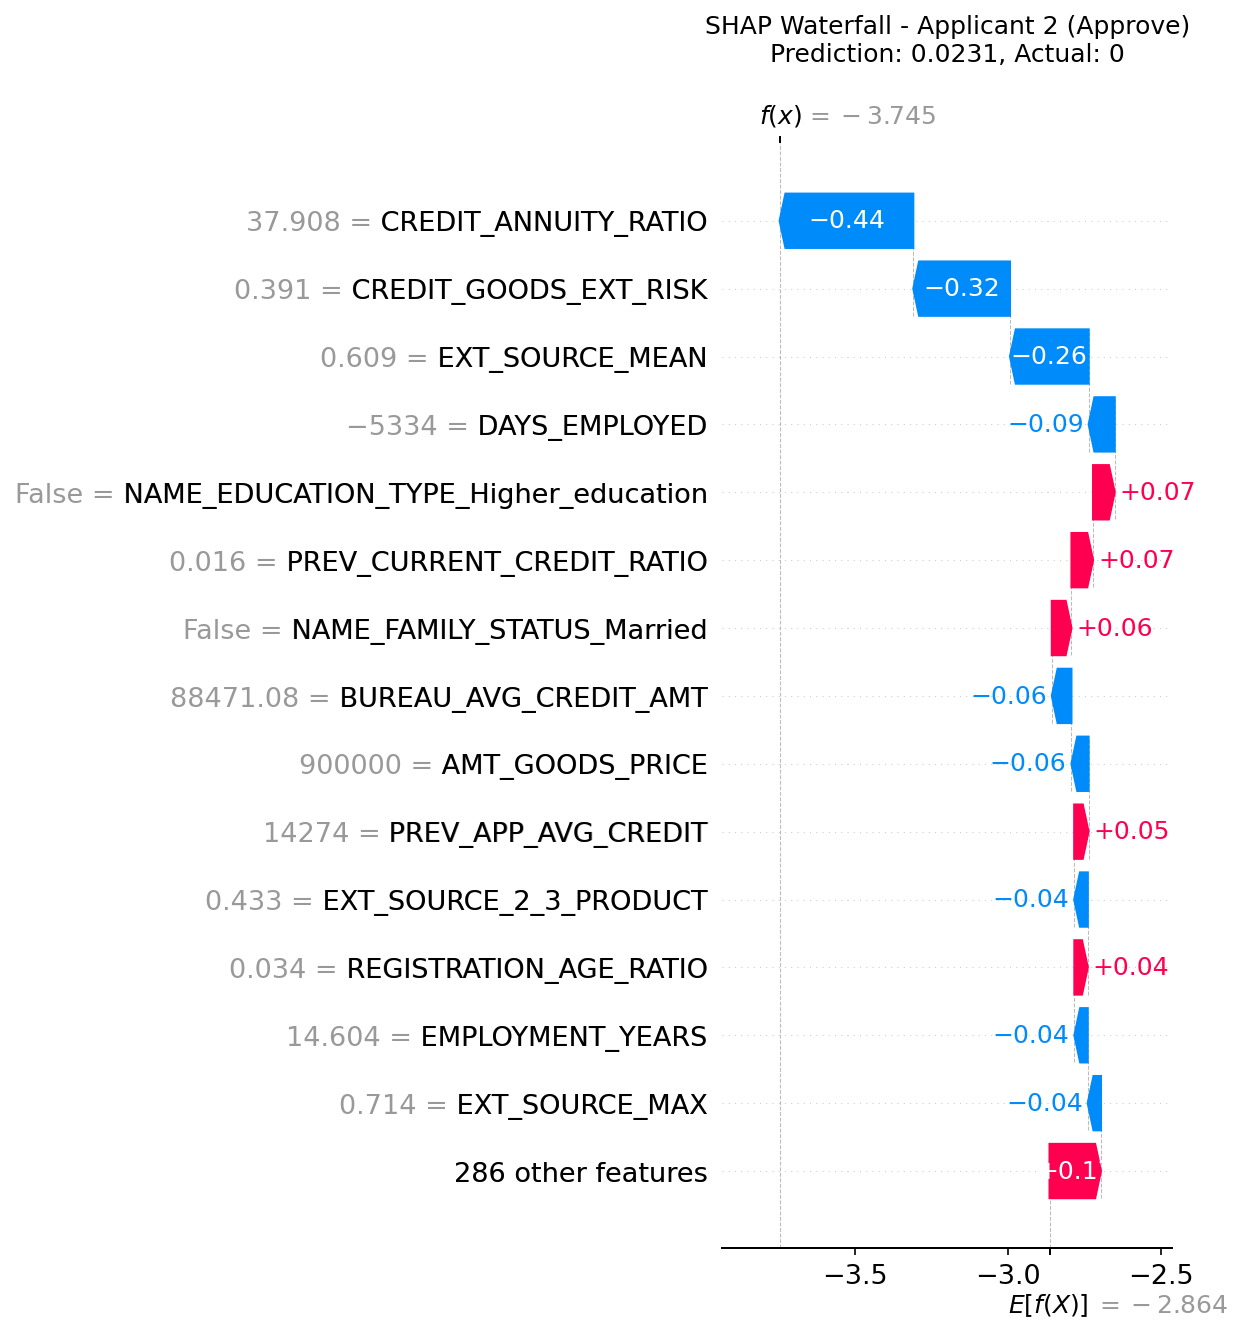 SHAP Waterfall - Applicant 2 (Approve)
Prediction: 0.0231, Actual: 0
f(x) = −3.745
37.908 = CREDIT_ANNUITY_RATIO −0.44
0.391 = CREDIT_GOODS_EXT_RISK −0.32
0.609 = EXT_SOURCE_MEAN −0.26
−5334 = DAYS_EMPLOYED −0.09
False = NAME_EDUCATION_TYPE_Higher_education +0.07
0.016 = PREV_CURRENT_CREDIT_RATIO +0.07
False = NAME_FAMILY_STATUS_Married +0.06
88471.08 = BUREAU_AVG_CREDIT_AMT −0.06
900000 = AMT_GOODS_PRICE −0.06
14274 = PREV_APP_AVG_CREDIT +0.05
0.433 = EXT_SOURCE_2_3_PRODUCT −0.04
0.034 = REGISTRATION_AGE_RATIO +0.04
14.604 = EMPLOYMENT_YEARS −0.04
0.714 = EXT_SOURCE_MAX −0.04
286 other features
−3.5 −3.0 −2.5
E[f(X)] = −2.864